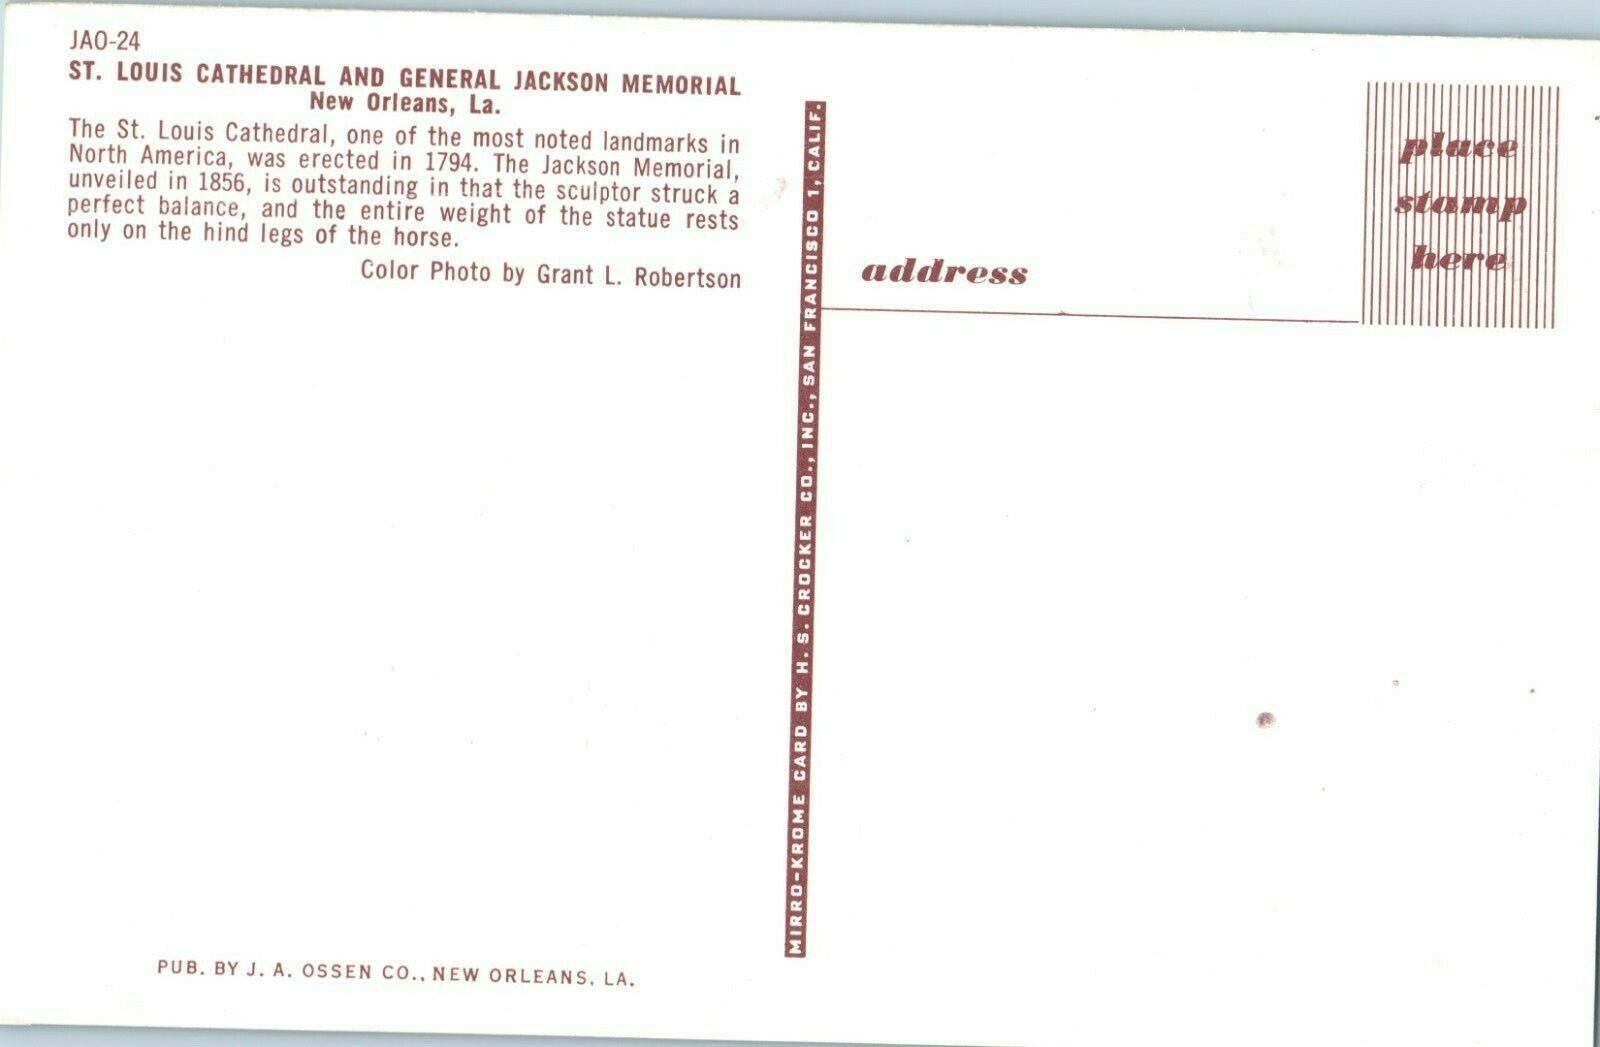 JAO-24
ST. LOUIS CATHEDRAL AND GENERAL JACKSON MEMORIAL
New Orleans, La.
The St. Louis Cathedral, one of the most noted landmarks in
North America, was erected in 1794. The Jackson Memorial,
unveiled in 1856, is outstanding in that the sculptor struck a
perfect balance, and the entire weight of the statue rests
only on the hind legs of the horse.
Color Photo by Grant L. Robertson
PUB. BY J. A. OSSEN CO., NEW ORLEANS, LA.
MIRRO-KROME CARD BY H. S. CROCKER CO., INC., SAN FRANCISCO 1, CALIF.
address
place
stamp
here